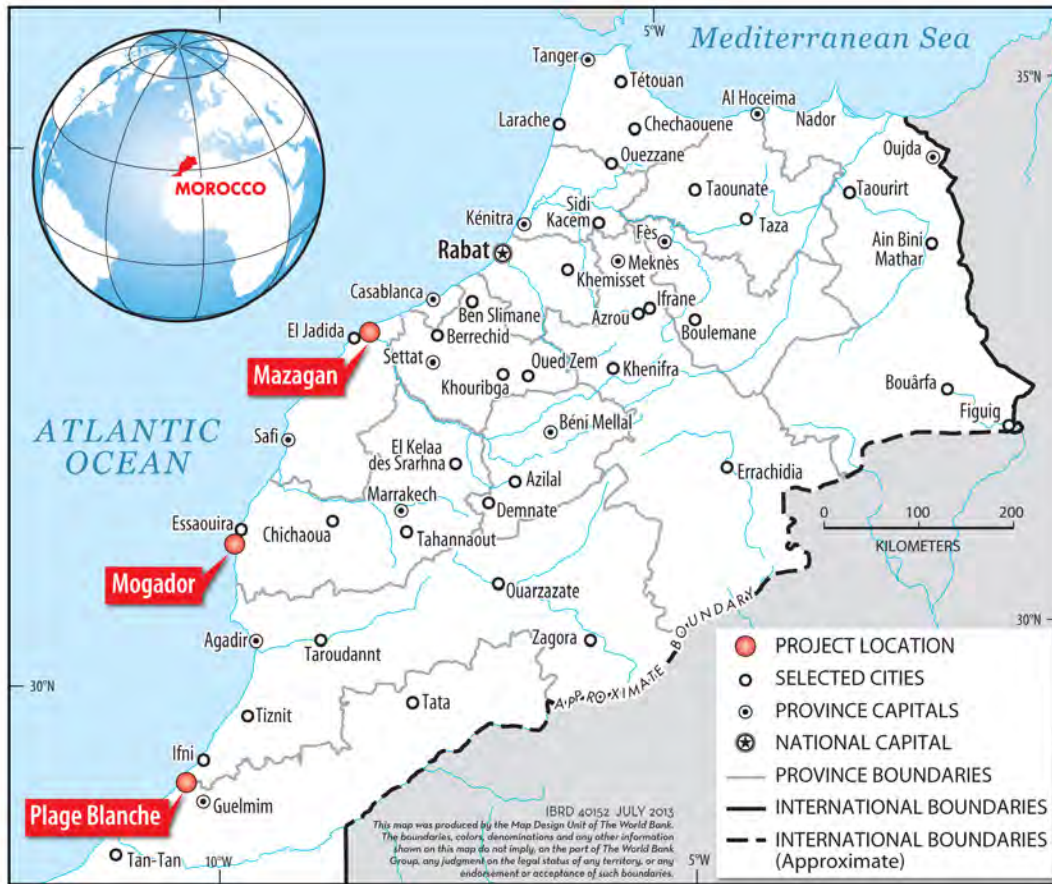 5°W
Mediterranean Sea
35°N
Tanger
Tétouan
Al Hoceima
Nador
Larache
Chechaouene
Oujda
Ouezzane
MOROCCO
Taounate
Taourirt
Sidi
Kacem
Kénitra
Taza
Fès
Rabat
Ain Bini
Mathar
Meknès
Khemisset
Casablanca
Ifrane
Ben Slimane
Azrou
El Jadida
Berrechid
Boulemane
Mazagan
Settat
Oued Zem
Khenifra
Khouribga
Bouârfa
Figuig
ATLANTIC
OCEAN
Safi
Béni Mellal
El Kelaa
dès Srarhna
Errachidia
Azilal
Marrakech
Demnate
Essaouira
Chichaoua
Tahannaout
0 100 200
KILOMETERS
Mogador
Ouarzazate
30°N
Agadir
Taroudannt
Zagora
APPROXIMATE BOUNDARY
30°N
Tata
Tiznit
Ifni
Plage Blanche
Guelmim
Tan-Tan
10°W
5°W
PROJECT LOCATION
SELECTED CITIES
PROVINCE CAPITALS
NATIONAL CAPITAL
PROVINCE BOUNDARIES
INTERNATIONAL BOUNDARIES
INTERNATIONAL BOUNDARIES
(Approximate)
IBRD 40152 JULY 2013
This map was produced by the Map Design Unit of The World Bank.
The boundaries, colors, denominations and any other information
shown on this map do not imply, on the part of The World Bank
Group, any judgment on the legal status of any territory, or any
endorsement or acceptance of such boundaries.